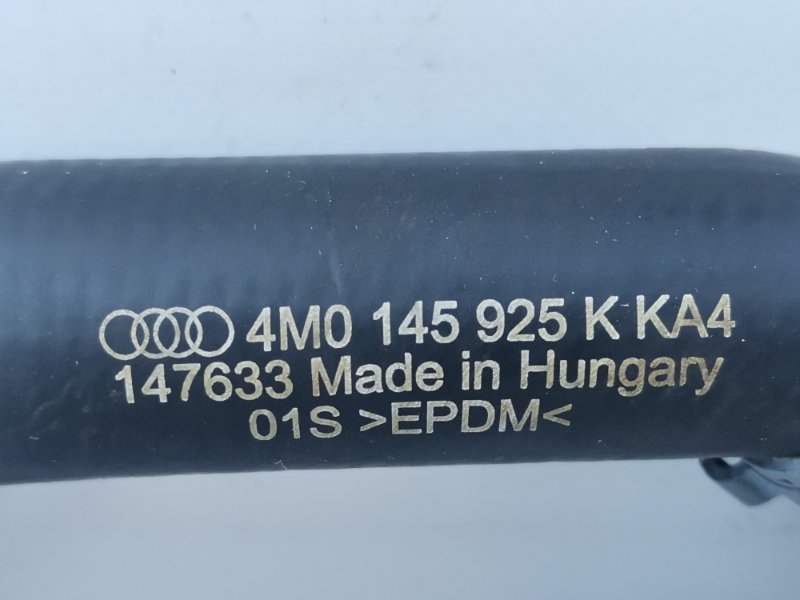 4M0 145 925 K KA4
147633 Made in Hungary
01S >EPDM<